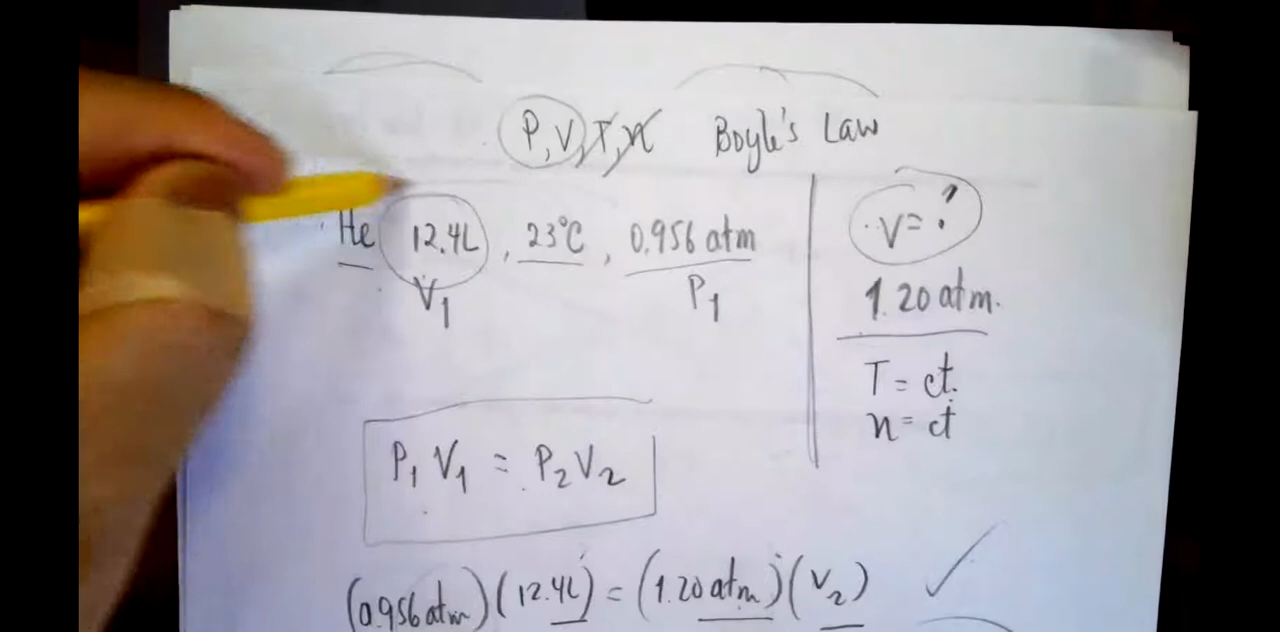 P, V, T, n Boyle's Law
He 12.4L, 23°C, 0.956 atm
V₁ P₁
V = ?
1.20 atm.
T = ct.
n = ct
P₁ V₁ = P₂ V₂
(0.956 atm)(12.4L) = (1.20 atm)(V₂)